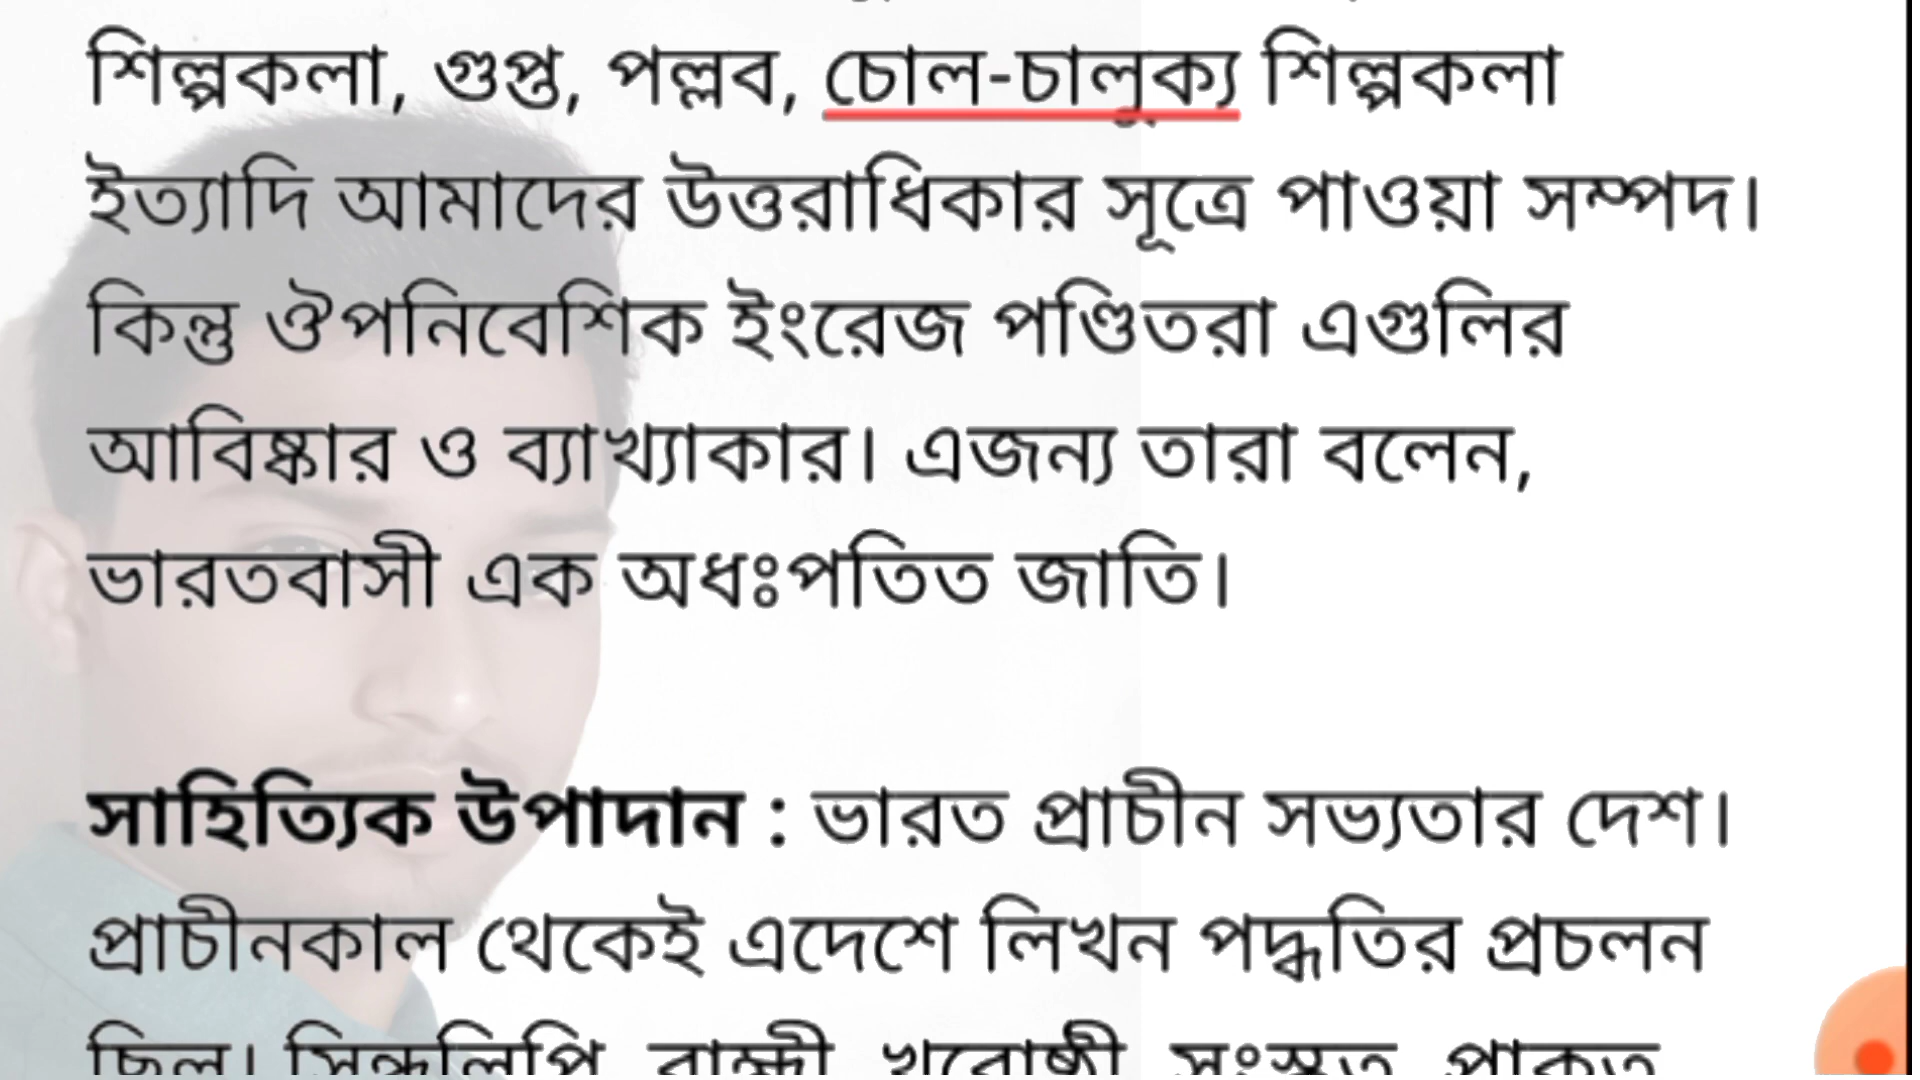 শিল্পকলা, গুপ্ত, পল্লব, চোল-চালুক্য শিল্পকলা
ইত্যাদি আমাদের উত্তরাধিকার সূত্রে পাওয়া সম্পদ।
কিন্তু ঔপনিবেশিক ইংরেজ পণ্ডিতরা এগুলির
আবিষ্কার ও ব্যাখ্যাকার। এজন্য তারা বলেন,
ভারতবাসী এক অধঃপতিত জাতি।
সাহিত্যিক উপাদান : ভারত প্রাচীন সভ্যতার দেশ।
প্রাচীনকাল থেকেই এদেশে লিখন পদ্ধতির প্রচলন
ছিল। সিন্ধুলিপি, ব্রাহ্মী, খরোষ্ঠী, সংস্কৃত, প্রাকৃত,